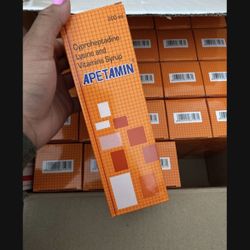 200 ml
Cyproheptadine
Lysine and
Vitamins Syrup
APETAMIN